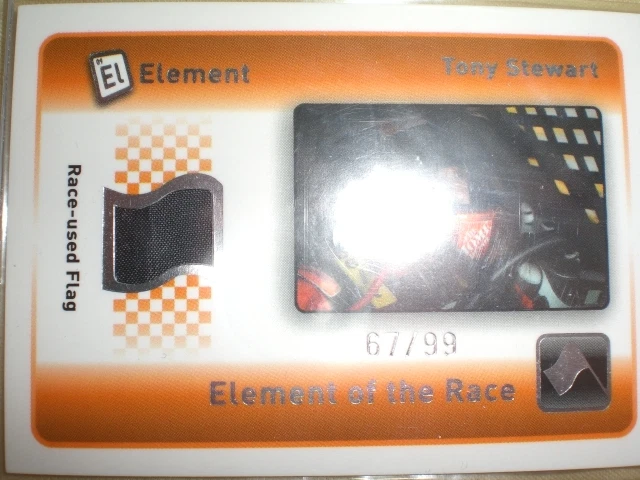 El Element
Tony Stewart
Race-used Flag
67/99
Element of the Race